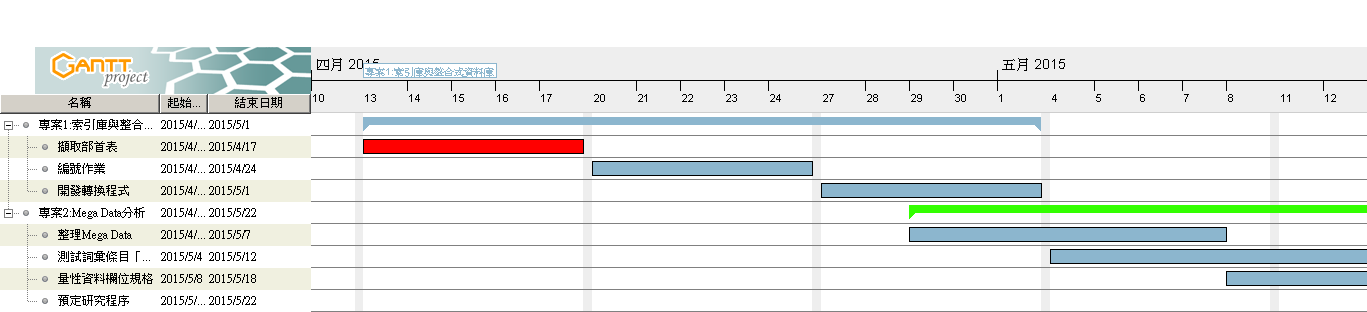 GANTT
project
四月 2015
五月 2015
專案1:索引庫與整合式資料庫
名稱 起始... 結束日期
10 13 14 15 16 17 20 21 22 23 24 27 28 29 30 1 4 5 6 7 8 11 12
專案1:索引庫與整合... 2015/4/... 2015/5/1
擷取部首表 2015/4/... 2015/4/17
編號作業 2015/4/... 2015/4/24
開發轉換程式 2015/4/... 2015/5/1
專案2:Mega Data分析 2015/4/... 2015/5/22
整理Mega Data 2015/4/... 2015/5/7
測試詞彙條目「... 2015/5/4 2015/5/12
量性資料欄位規格 2015/5/8 2015/5/18
預定研究程序 2015/5/... 2015/5/22